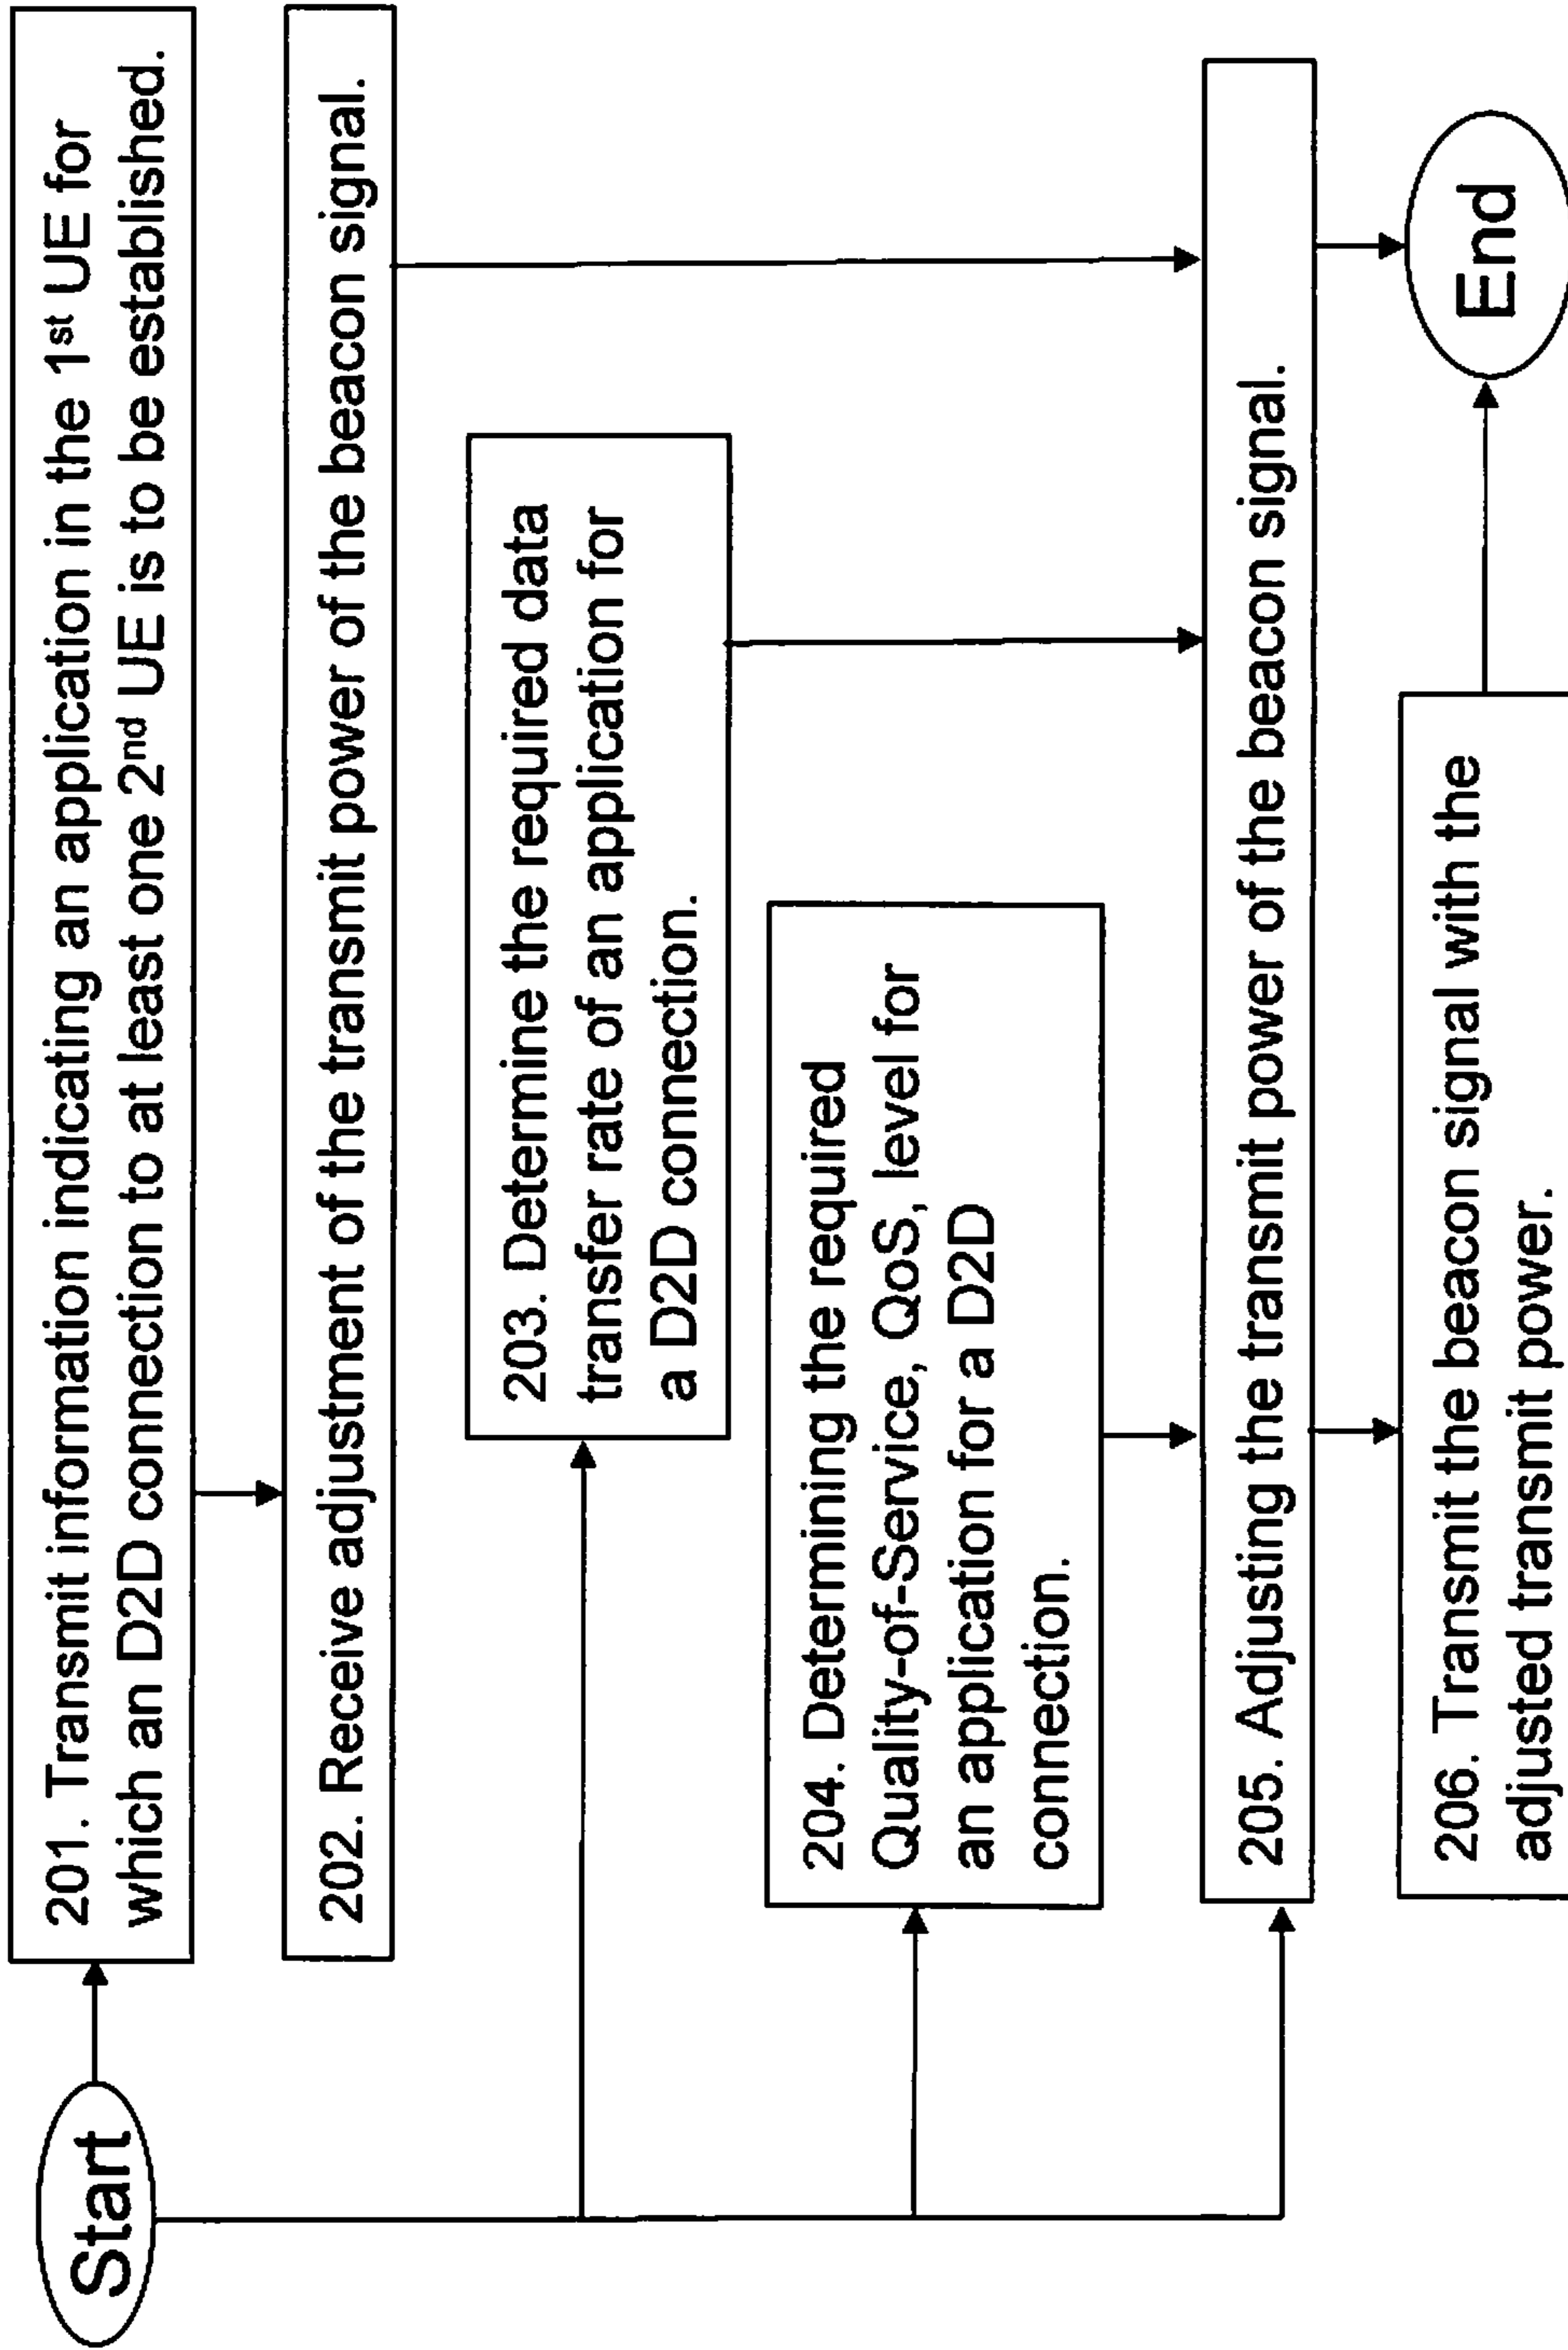 Start
201. Transmit information indicating an application in the 1st UE for
which an D2D connection to at least one 2nd UE is to be established.
202. Receive adjustment of the transmit power of the beacon signal.
203. Determine the required data
transfer rate of an application for
a D2D connection.
204. Determining the required
Quality-of-Service, QoS, level for
an application for a D2D
connection.
205. Adjusting the transmit power of the beacon signal.
206. Transmit the beacon signal with the
adjusted transmit power.
End